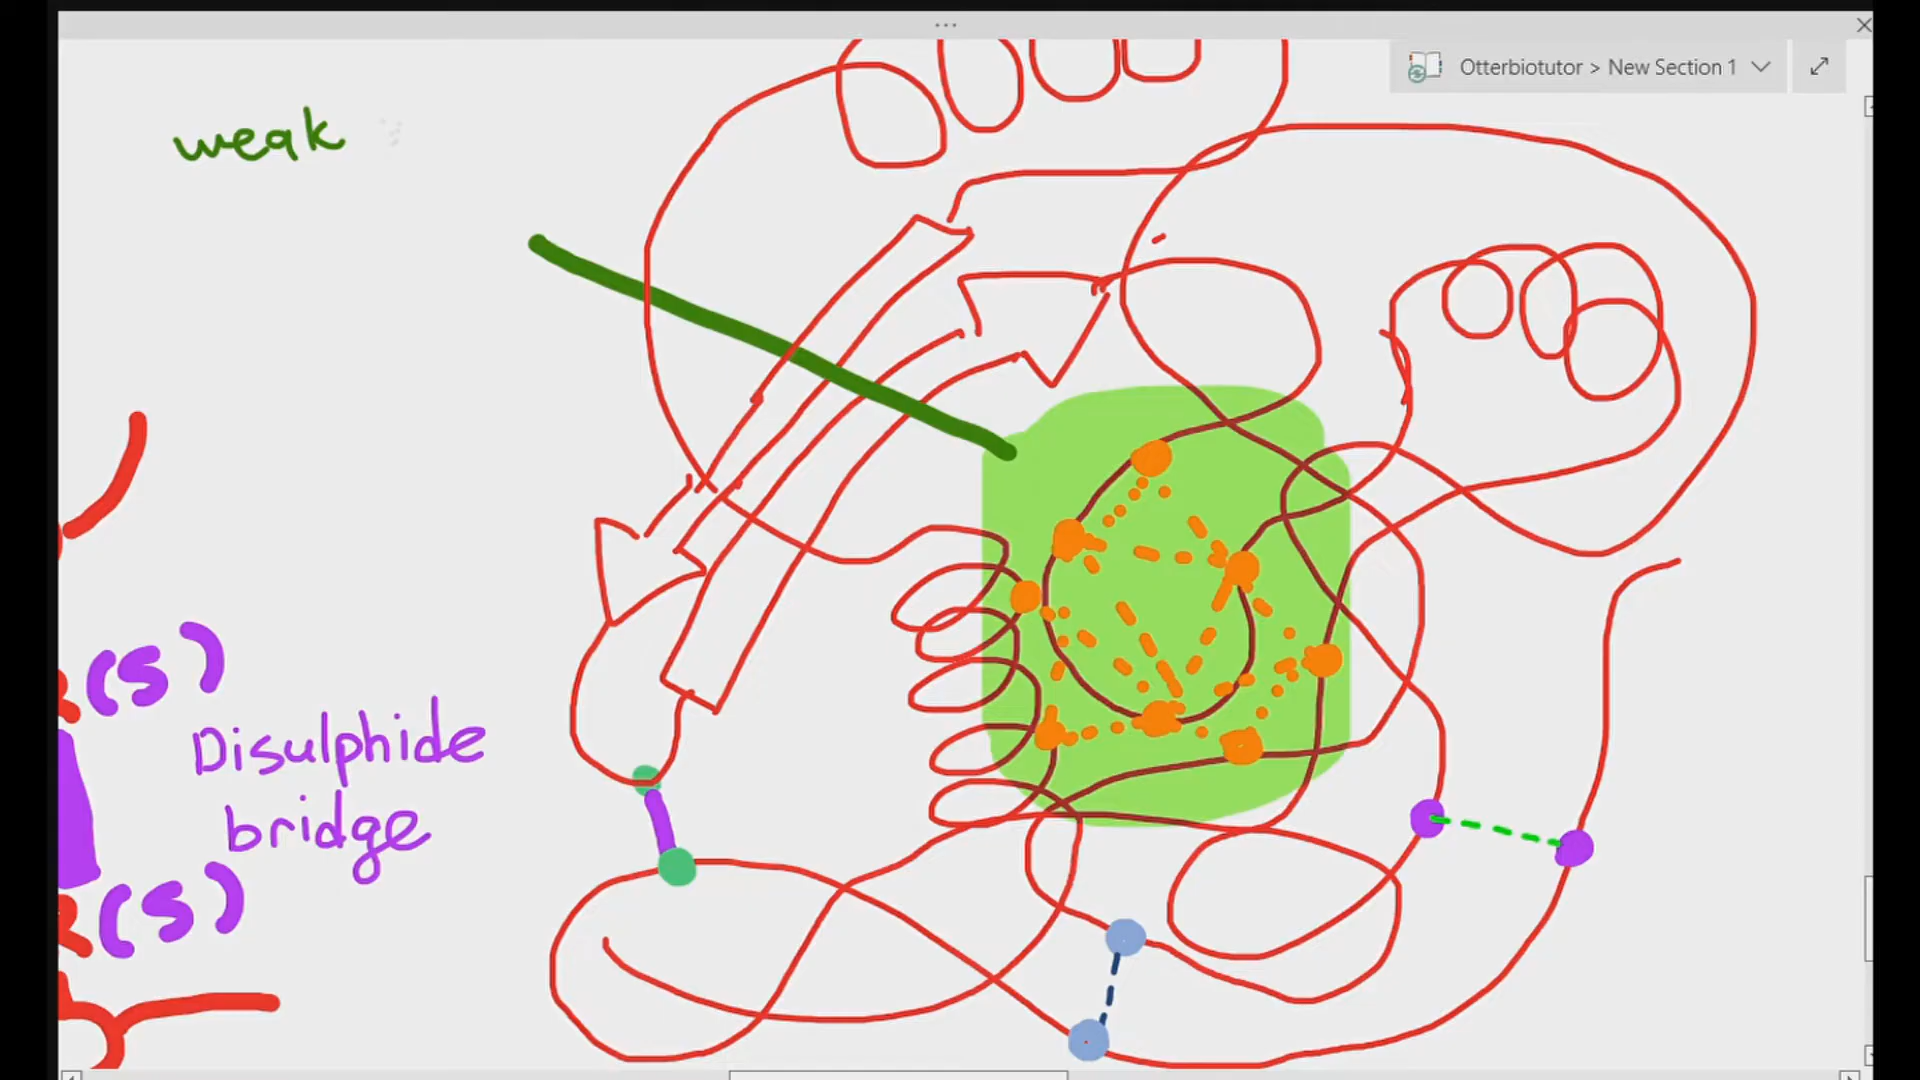 Otterbiotutor > New Section 1
weak
R(S)
Disulphide
bridge
R(S)